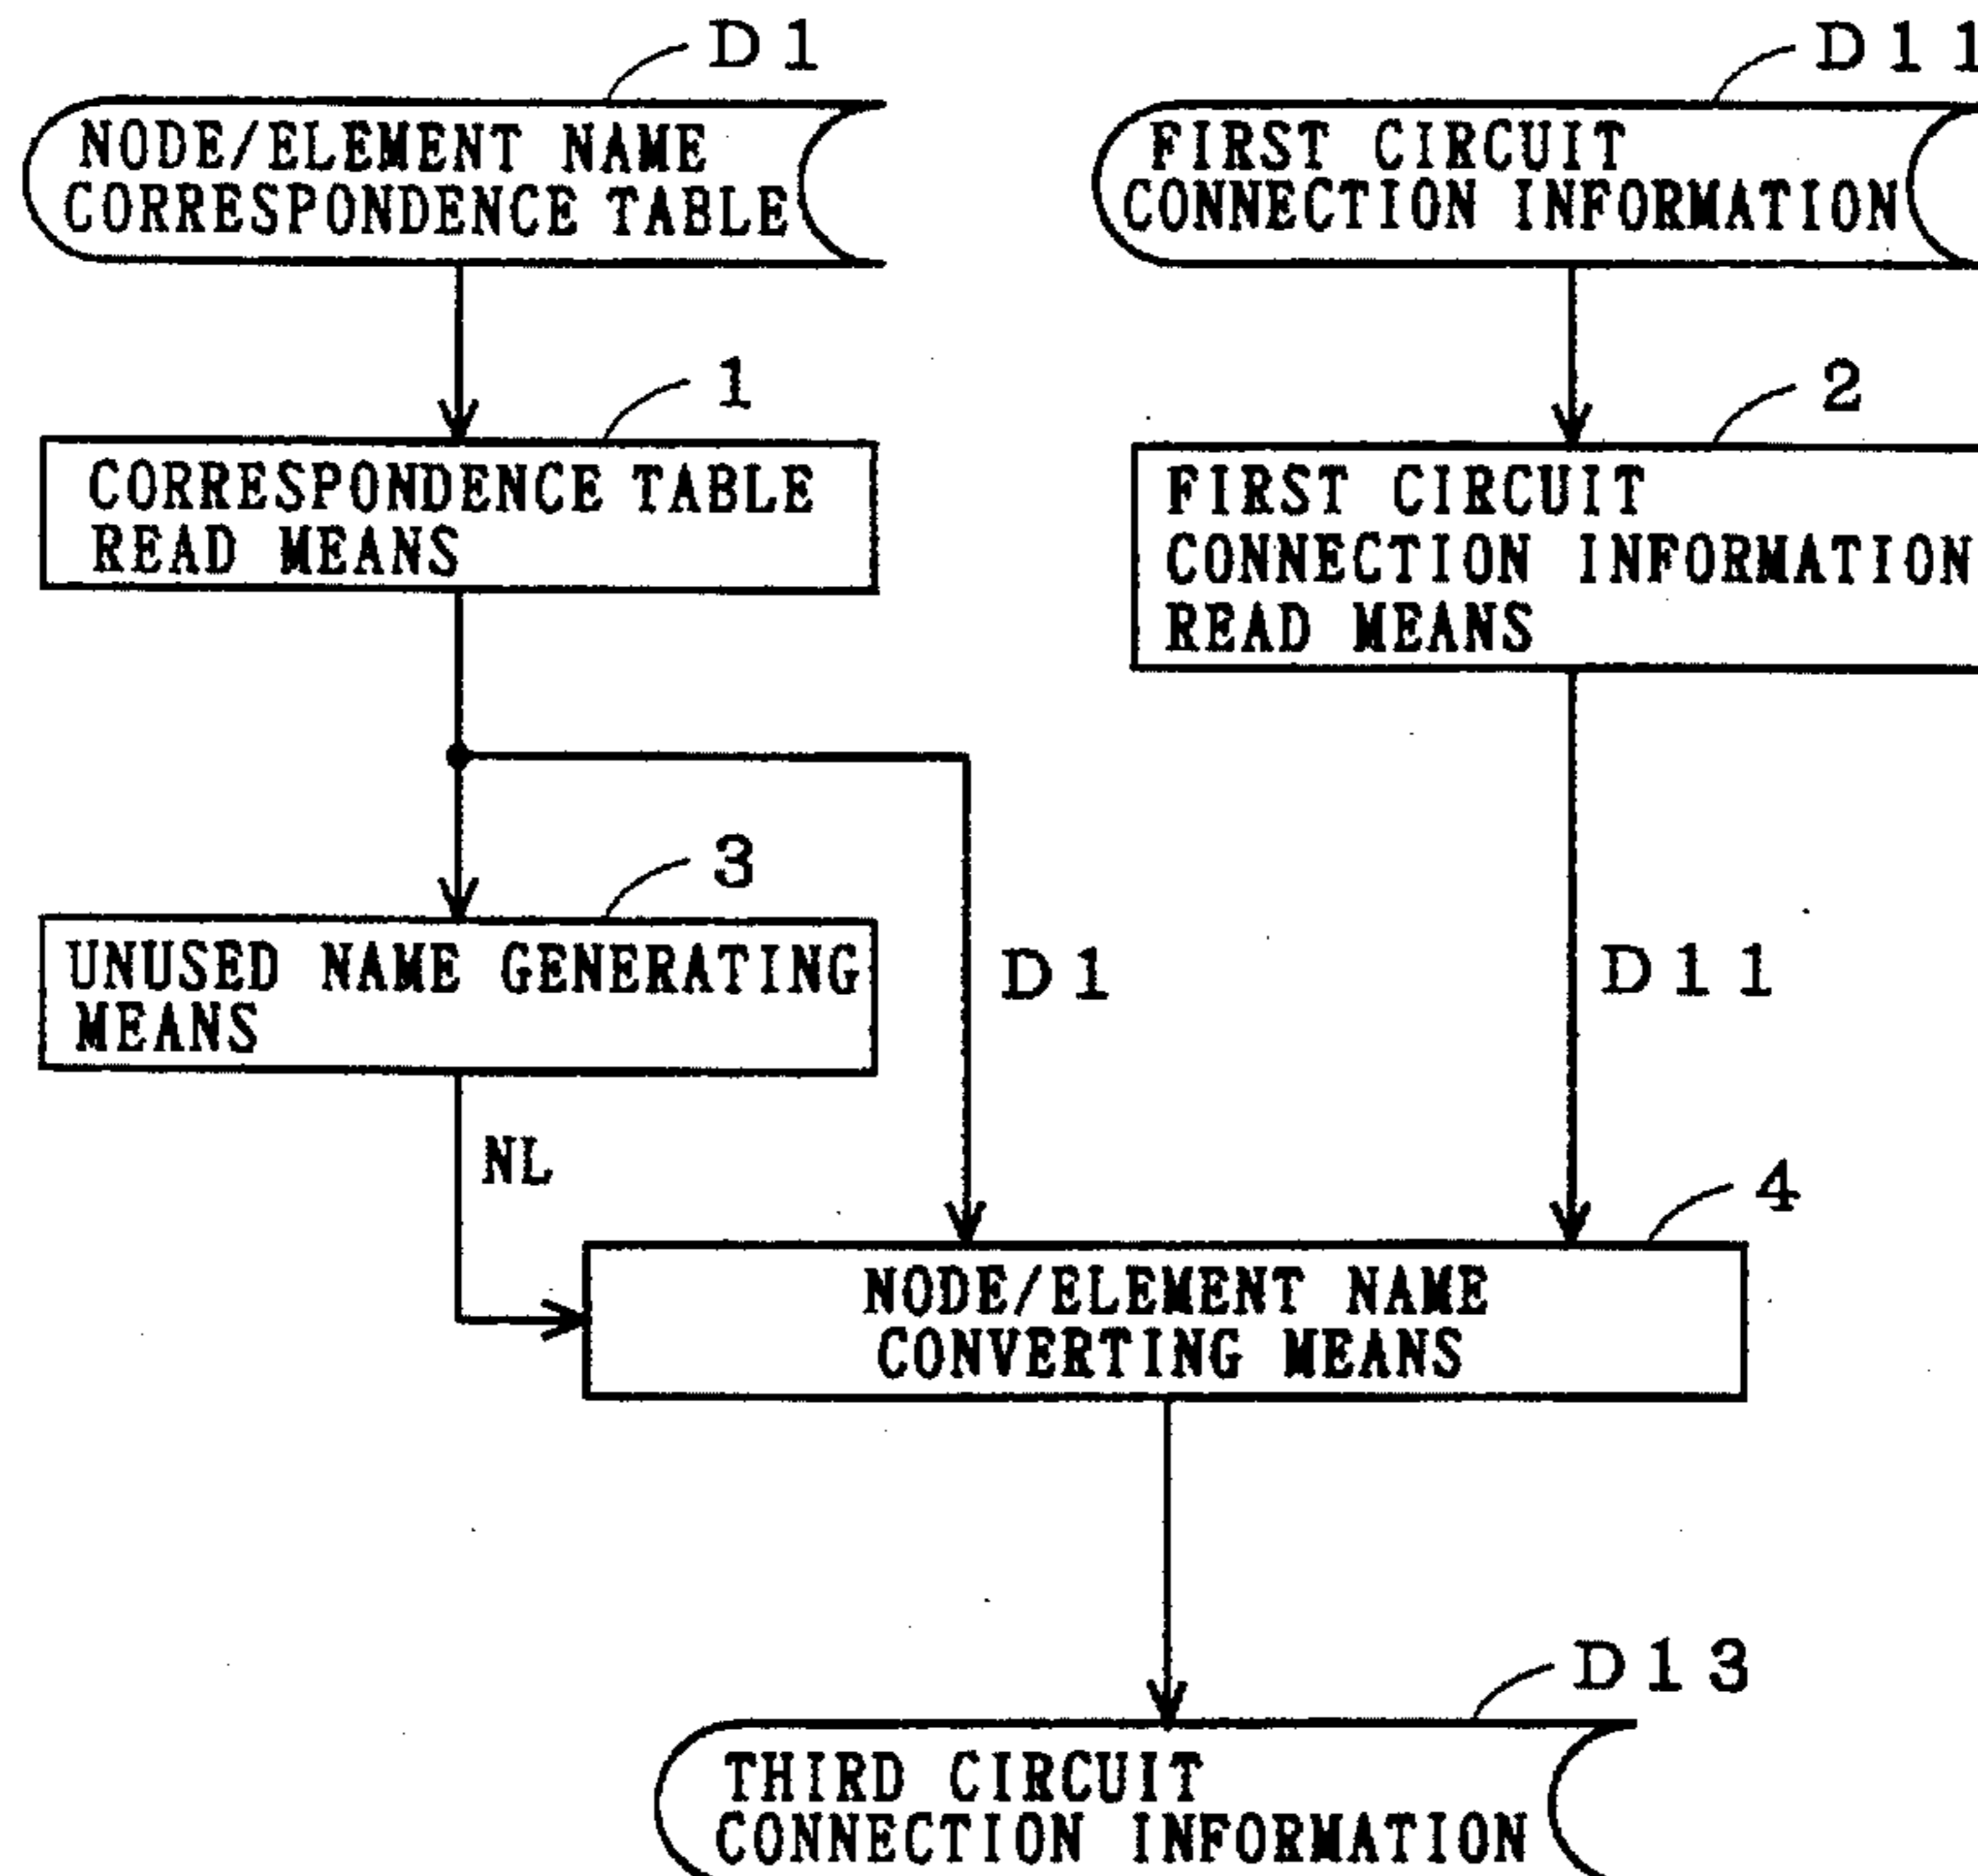 D1
D11
NODE/ELEMENT NAME
CORRESPONDENCE TABLE
FIRST CIRCUIT
CONNECTION INFORMATION
1
2
CORRESPONDENCE TABLE
READ MEANS
FIRST CIRCUIT
CONNECTION INFORMATION
READ MEANS
3
UNUSED NAME GENERATING
MEANS
D1
D11
NL
4
NODE/ELEMENT NAME
CONVERTING MEANS
D13
THIRD CIRCUIT
CONNECTION INFORMATION